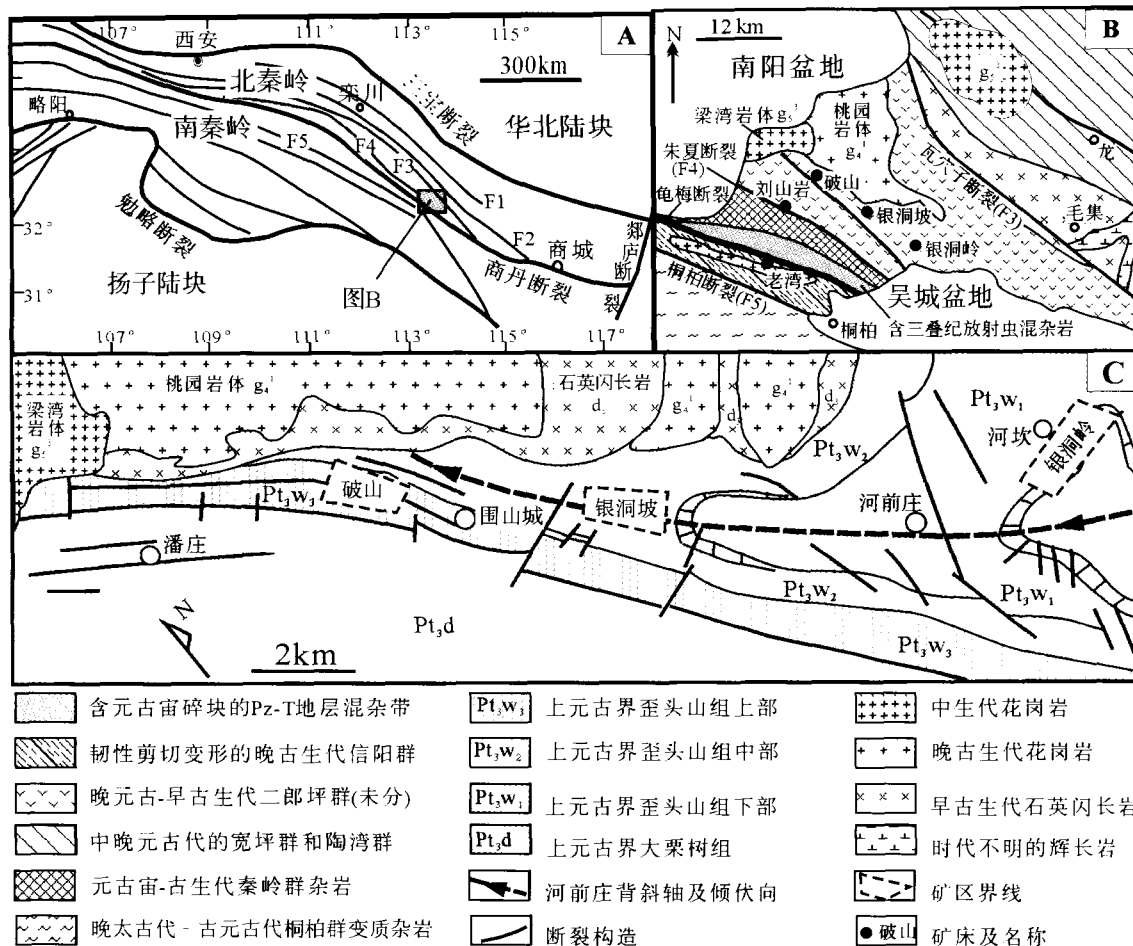 107° 111° 113° 115°
A
西安
300km
北秦岭
栾川
三宝断裂
华北陆块
略阳
南秦岭
F5
F4
F3
F1
32°
勉略断裂
F2
商城
商丹断裂
郯庐断裂
扬子陆块
31°
图B
107° 109° 111° 113° 115° 117°
N
12 km
B
南阳盆地
梁湾岩体g₅³
桃园岩体g₄¹
朱夏断裂(F4)
龟梅断裂
刘山岩
破山
瓦穴子断裂(F3)
龙
毛集
银洞坡
银洞岭
老湾
桐柏断裂(F5)
吴城盆地
桐柏
含三叠纪放射虫混杂岩
C
桃园岩体 g₄¹
石英闪长岩
梁湾岩体
Pt₃w₁
河坎
银洞岭
Pt₃w₂
Pt₃w₃
破山
围山城
银洞坡
河前庄
潘庄
Pt₃w₂
Pt₃w₁
Pt₃d
Pt₃w₃
N
2km
含元古宙碎块的Pz-T地层混杂带
韧性剪切变形的晚古生代信阳群
晚元古-早古生代二郎坪群(未分)
中晚元古代的宽坪群和陶湾群
元古宙-古生代秦岭群杂岩
晚太古代 - 古元古代桐柏群变质杂岩
Pt₃w₃ 上元古界歪头山组上部
Pt₃w₂ 上元古界歪头山组中部
Pt₃w₁ 上元古界歪头山组下部
Pt₃d 上元古界大栗树组
河前庄背斜轴及倾伏向
断裂构造
中生代花岗岩
晚古生代花岗岩
早古生代石英闪长岩
时代不明的辉长岩
矿区界线
破山 矿床及名称